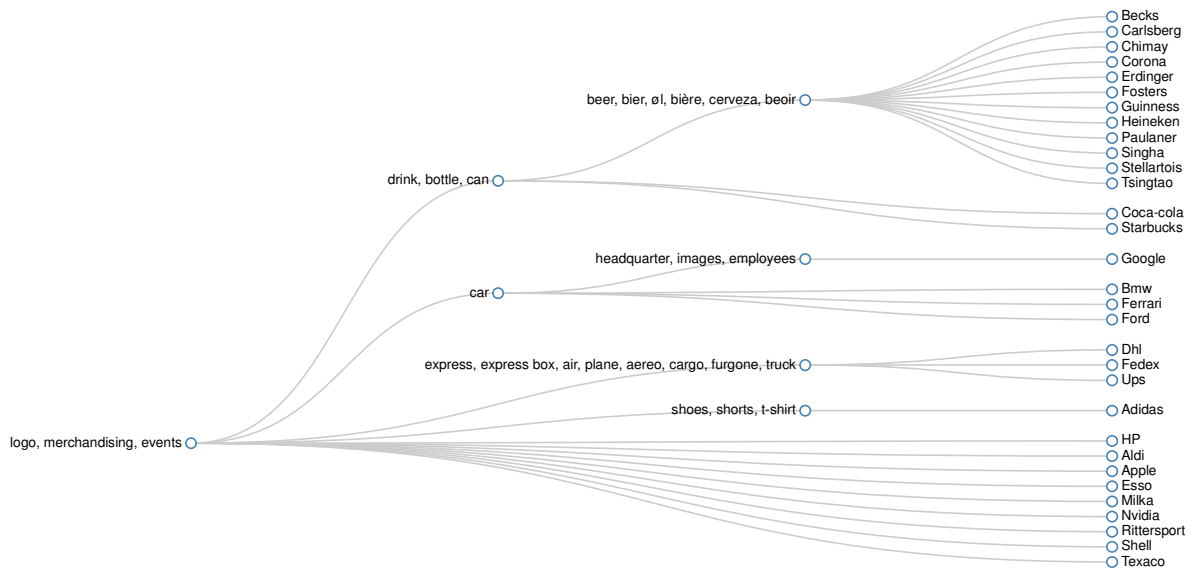 Becks
Carlsberg
Chimay
Corona
beer, bier, øl, bière, cerveza, beoir
Erdinger
Fosters
Guinness
Heineken
Paulaner
Singha
Stellartois
drink, bottle, can
Tsingtao
Coca-cola
Starbucks
headquarter, images, employees
Google
car
Bmw
Ferrari
Ford
Dhl
express, express box, air, plane, aereo, cargo, furgone, truck
Fedex
Ups
shoes, shorts, t-shirt
Adidas
logo, merchandising, events
HP
Aldi
Apple
Esso
Milka
Nvidia
Rittersport
Shell
Texaco